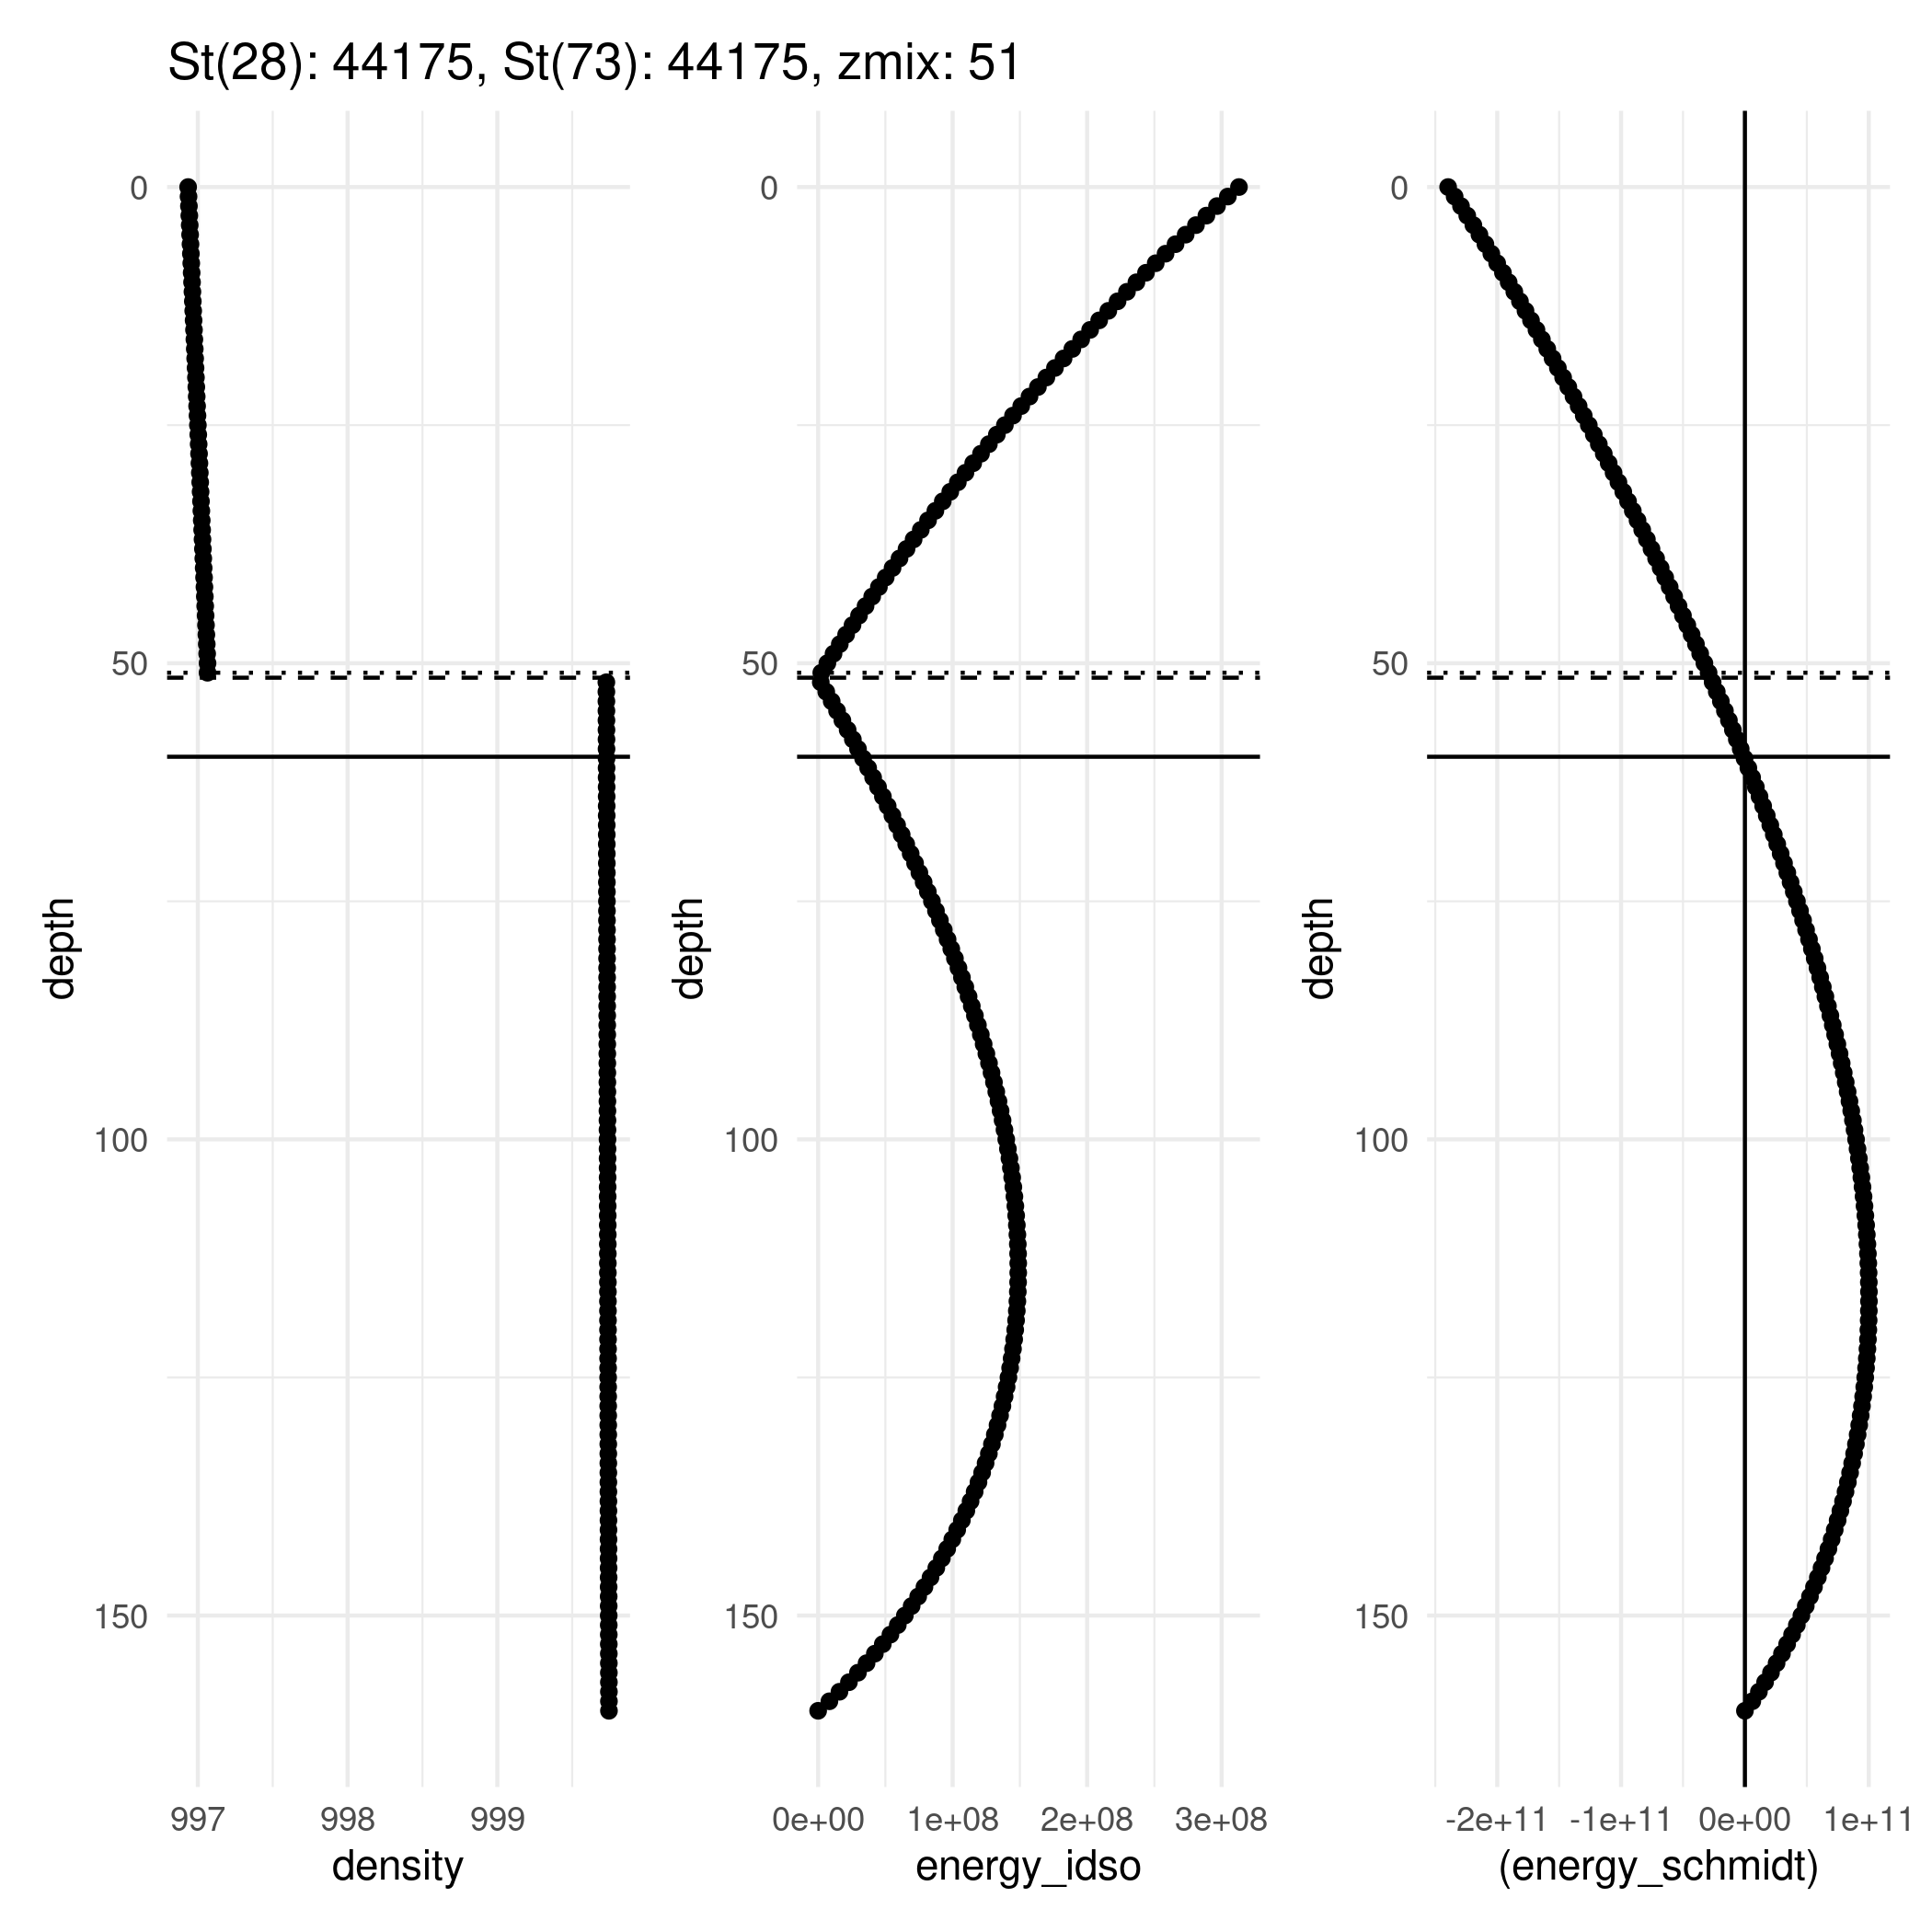 St(28): 44175, St(73): 44175, zmix: 51
0
50
100
150
depth
997 998 999
density
0
50
100
150
depth
0e+00 1e+08 2e+08 3e+08
energy_idso
0
50
100
150
depth
-2e+11 -1e+11 0e+00 1e+11
(energy_schmidt)